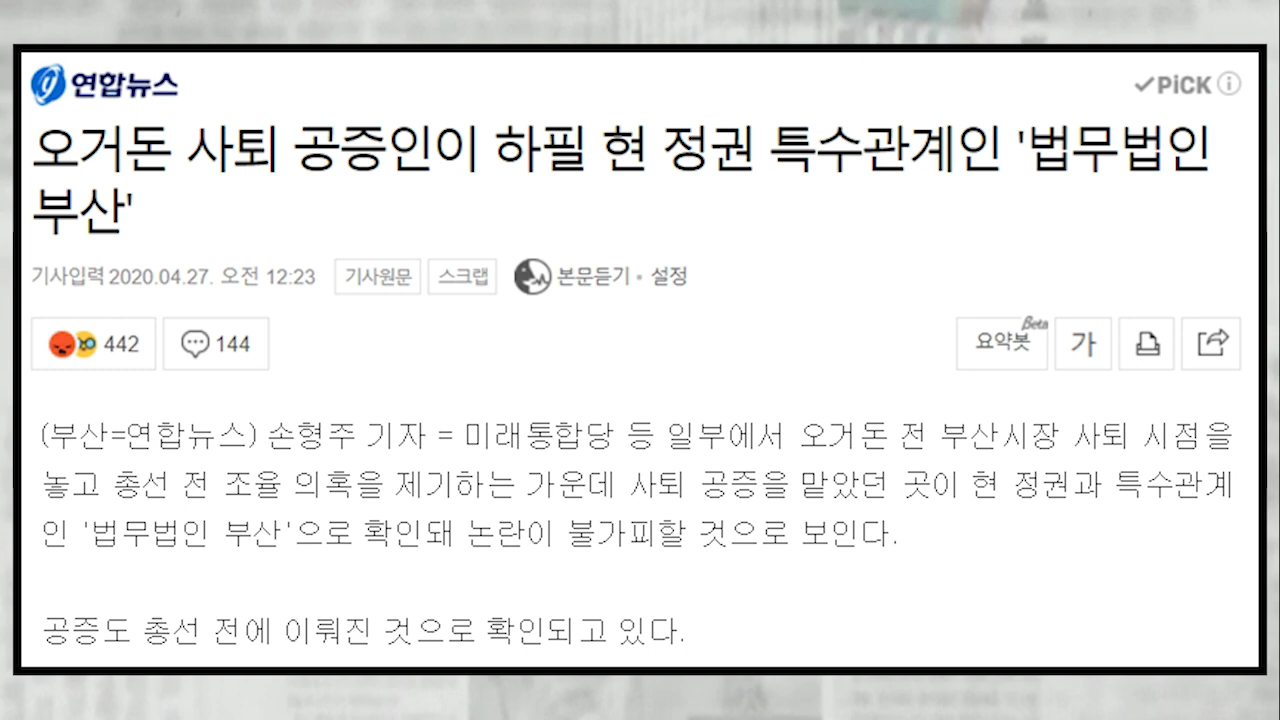 연합뉴스
✓PiCK
오거돈 사퇴 공증인이 하필 현 정권 특수관계인 '법무법인
부산'
기사입력 2020.04.27. 오전 12:23 기사원문 스크랩 본문듣기 · 설정
442 144 요약봇 Beta 가
(부산=연합뉴스) 손형주 기자 = 미래통합당 등 일부에서 오거돈 전 부산시장 사퇴 시점을
놓고 총선 전 조율 의혹을 제기하는 가운데 사퇴 공증을 맡았던 곳이 현 정권과 특수관계
인 '법무법인 부산'으로 확인돼 논란이 불가피할 것으로 보인다.
공증도 총선 전에 이뤄진 것으로 확인되고 있다.